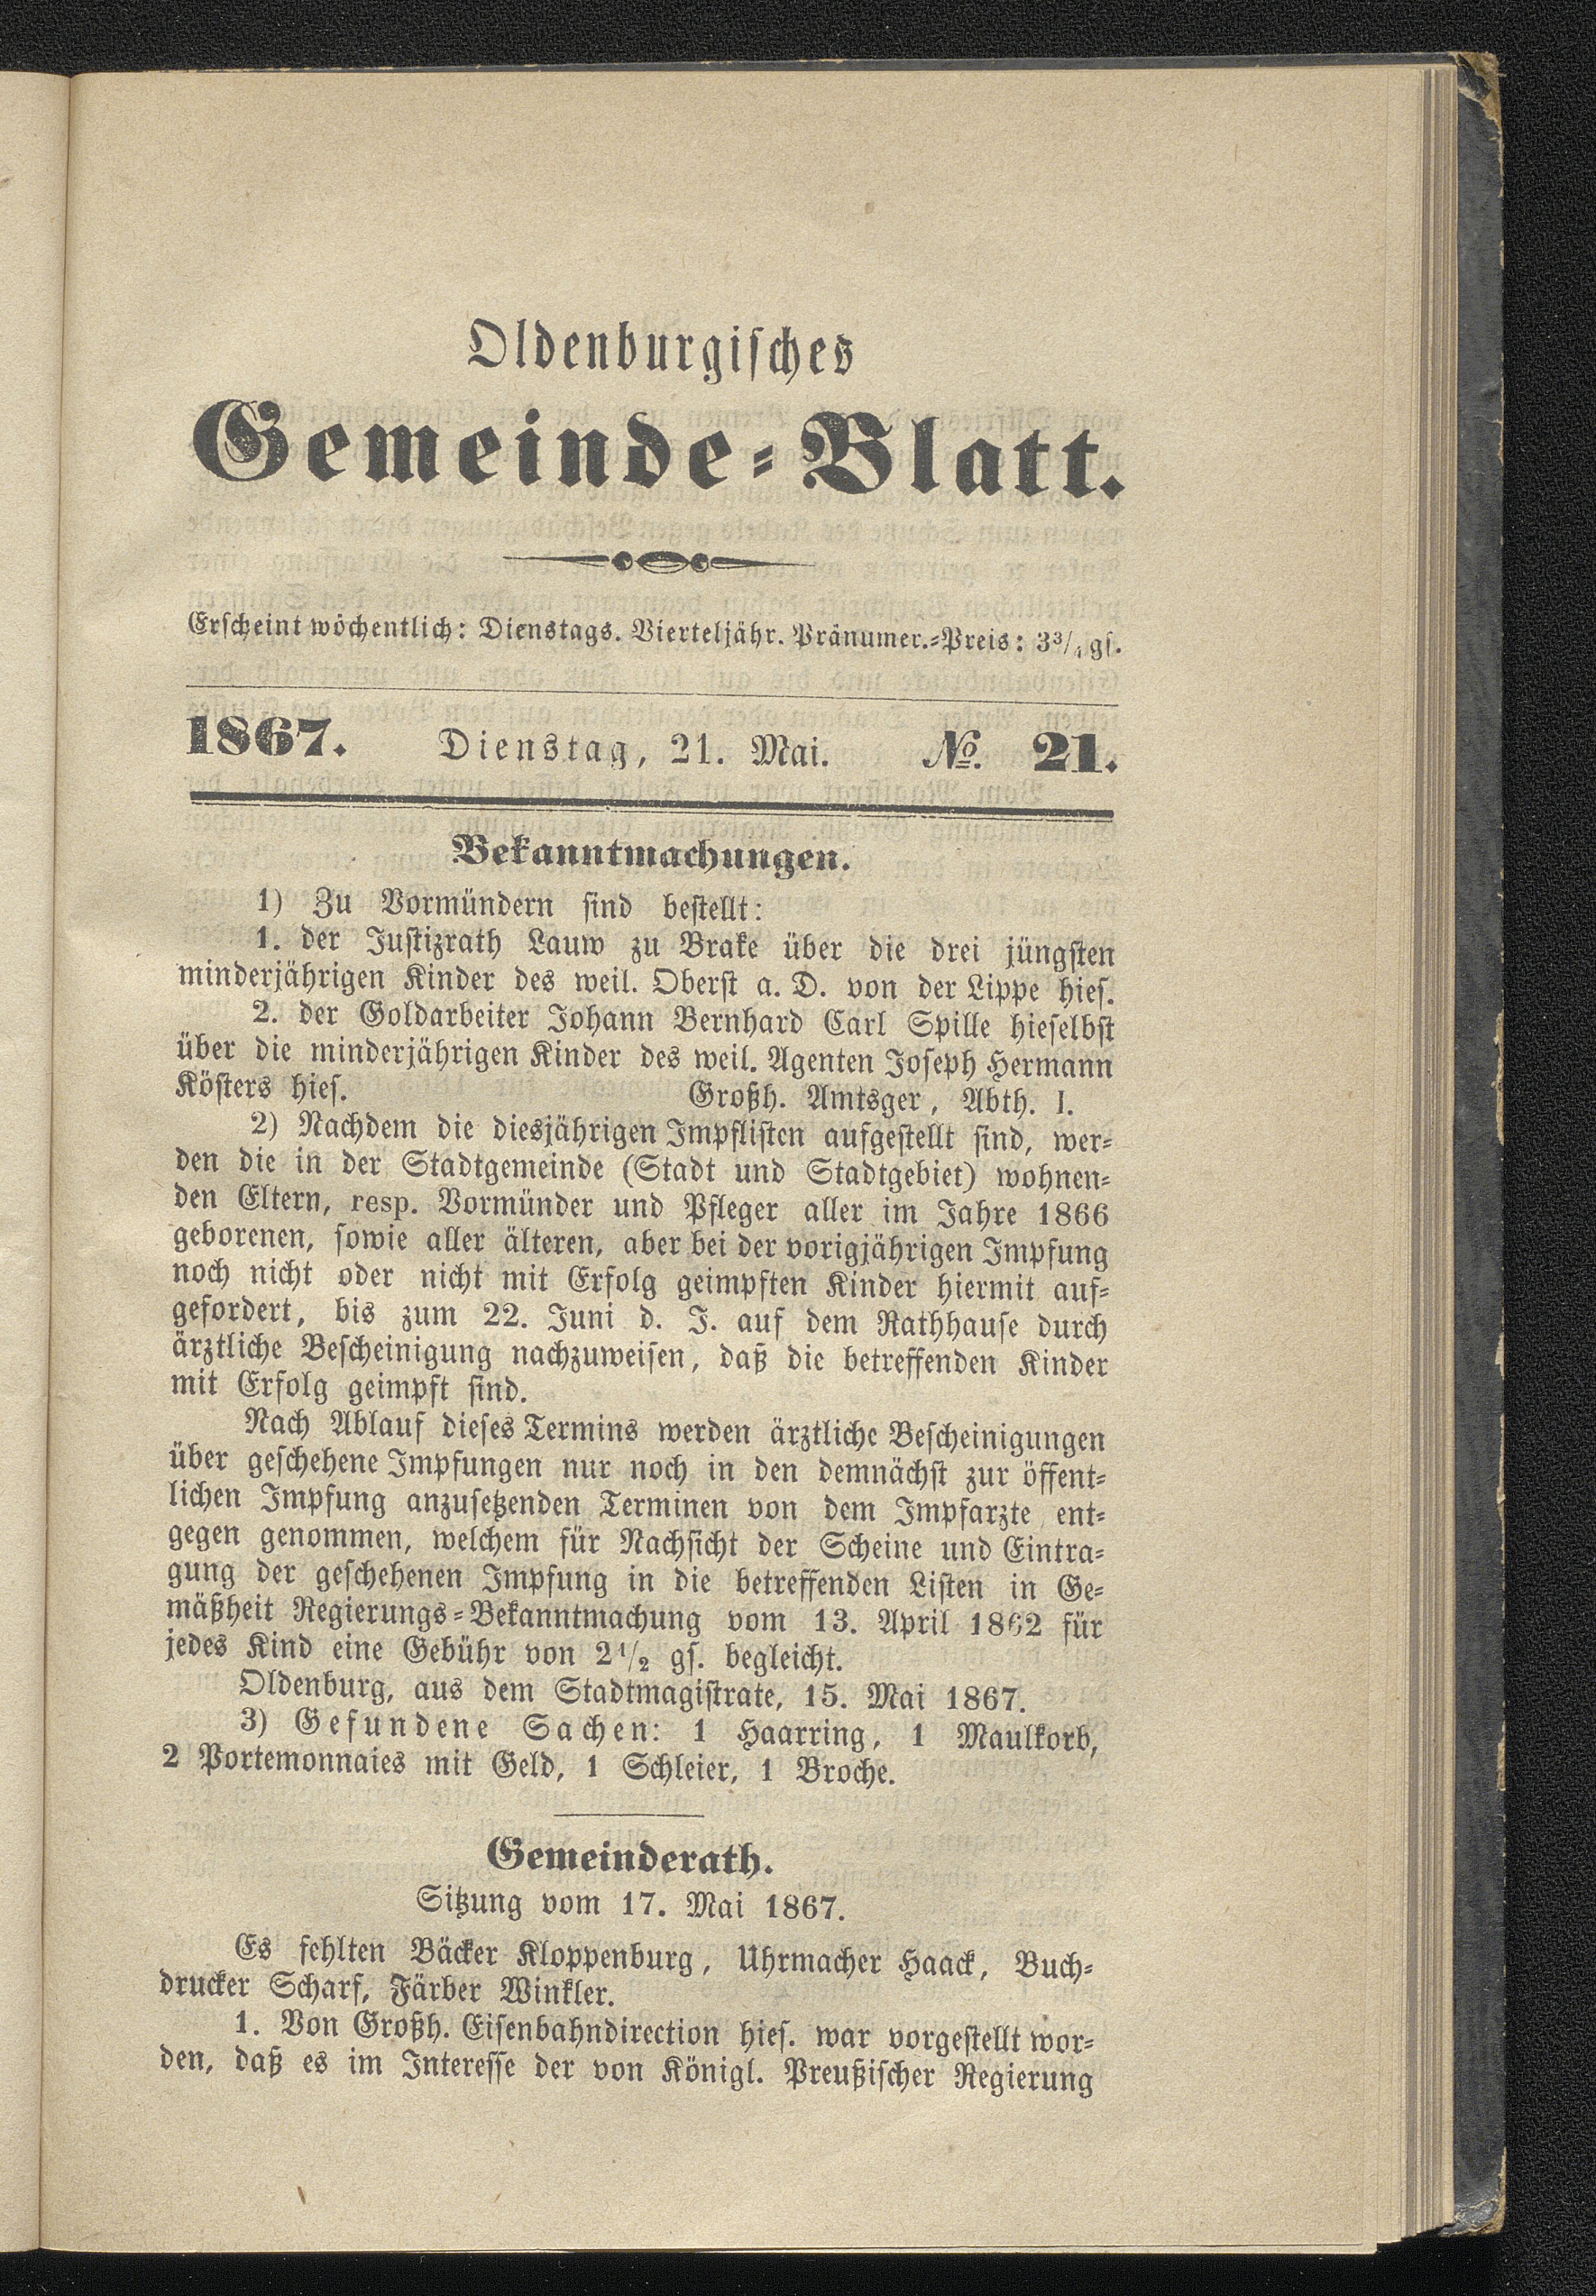 Oldenburgisches
Gemeinde-Blatt.
Erscheint wöchentlich: Dienstags. Vierteljähr. Pränumer.-Preis: 3¾ gs.
1867. Dienstag, 21. Mai. № 21.
Bekanntmachungen.
1) Zu Vormündern sind bestellt:
1. der Justizrath Lauw zu Brake über die drei jüngsten
minderjährigen Kinder des weil. Oberst a. D. von der Lippe hies.
2. der Goldarbeiter Johann Bernhard Carl Spille hieselbst
über die minderjährigen Kinder des weil. Agenten Joseph Hermann
Kösters hies. Großh. Amtsger, Abth. I.
2) Nachdem die diesjährigen Impflisten aufgestellt sind, wer-
den die in der Stadtgemeinde (Stadt und Stadtgebiet) wohnen-
den Eltern, resp. Vormünder und Pfleger aller im Jahre 1866
geborenen, sowie aller älteren, aber bei der vorigjährigen Impfung
noch nicht oder nicht mit Erfolg geimpften Kinder hiermit auf-
gefordert, bis zum 22. Juni d. J. auf dem Rathhause durch
ärztliche Bescheinigung nachzuweisen, daß die betreffenden Kinder
mit Erfolg geimpft sind.
Nach Ablauf dieses Termins werden ärztliche Bescheinigungen
über geschehene Impfungen nur noch in den demnächst zur öffent-
lichen Impfung anzusetzenden Terminen von dem Impfarzte ent-
gegen genommen, welchem für Nachsicht der Scheine und Eintra-
gung der geschehenen Impfung in die betreffenden Listen in Ge-
mäßheit Regierungs-Bekanntmachung vom 13. April 1862 für
jedes Kind eine Gebühr von 2½ gs. begleicht.
Oldenburg, aus dem Stadtmagistrate, 15. Mai 1867.
3) Gefundene Sachen: 1 Haarring, 1 Maulkorb,
2 Portemonnaies mit Geld, 1 Schleier, 1 Broche.
Gemeinderath.
Sitzung vom 17. Mai 1867.
Es fehlten Bäcker Kloppenburg, Uhrmacher Haack, Buch-
drucker Scharf, Färber Winkler.
1. Von Großh. Eisenbahndirection hies. war vorgestellt wor-
den, daß es im Interesse der von Königl. Preußischer Regierung